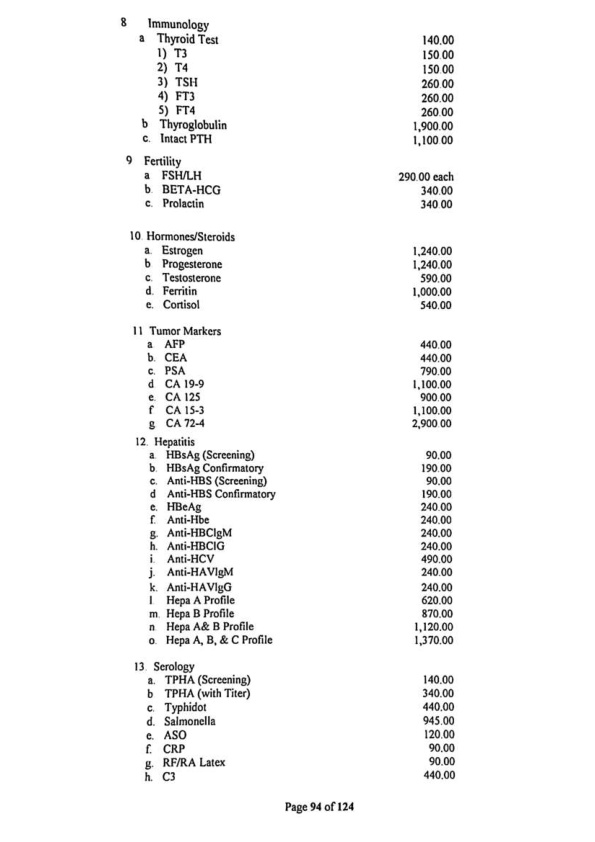 8 Immunology
a Thyroid Test 140.00
1) T3 150 00
2) T4 150 00
3) TSH 260 00
4) FT3 260.00
5) FT4 260 00
b Thyroglobulin 1,900.00
c. Intact PTH 1,100 00
9 Fertility
a FSH/LH 290.00 each
b. BETA-HCG 340.00
c. Prolactin 340 00
10. Hormones/Steroids
a. Estrogen 1,240.00
b Progesterone 1,240.00
c. Testosterone 590.00
d. Ferritin 1,000.00
e. Cortisol 540.00
11 Tumor Markers
a AFP 440.00
b. CEA 440.00
c. PSA 790.00
d CA 19-9 1,100.00
e. CA 125 900 00
f CA 15-3 1,100.00
g. CA 72-4 2,900 00
12. Hepatitis
a. HBsAg (Screening) 90.00
b. HBsAg Confirmatory 190 00
c. Anti-HBS (Screening) 90.00
d Anti-HBS Confirmatory 190.00
e. HBeAg 240 00
f. Anti-Hbe 240.00
g. Anti-HBCIgM 240.00
h. Anti-HBCIG 240.00
i. Anti-HCV 490.00
j. Anti-HAVIgM 240.00
k. Anti-HAVIgG 240.00
l Hepa A Profile 620.00
m. Hepa B Profile 870.00
n. Hepa A& B Profile 1,120.00
o. Hepa A, B, & C Profile 1,370.00
13. Serology
a. TPHA (Screening) 140.00
b TPHA (with Titer) 340.00
c. Typhidot 440,00
d. Salmonella 945.00
e. ASO 120.00
f. CRP 90,00
g. RF/RA Latex 90.00
h. C3 440,00
Page 94 of 124